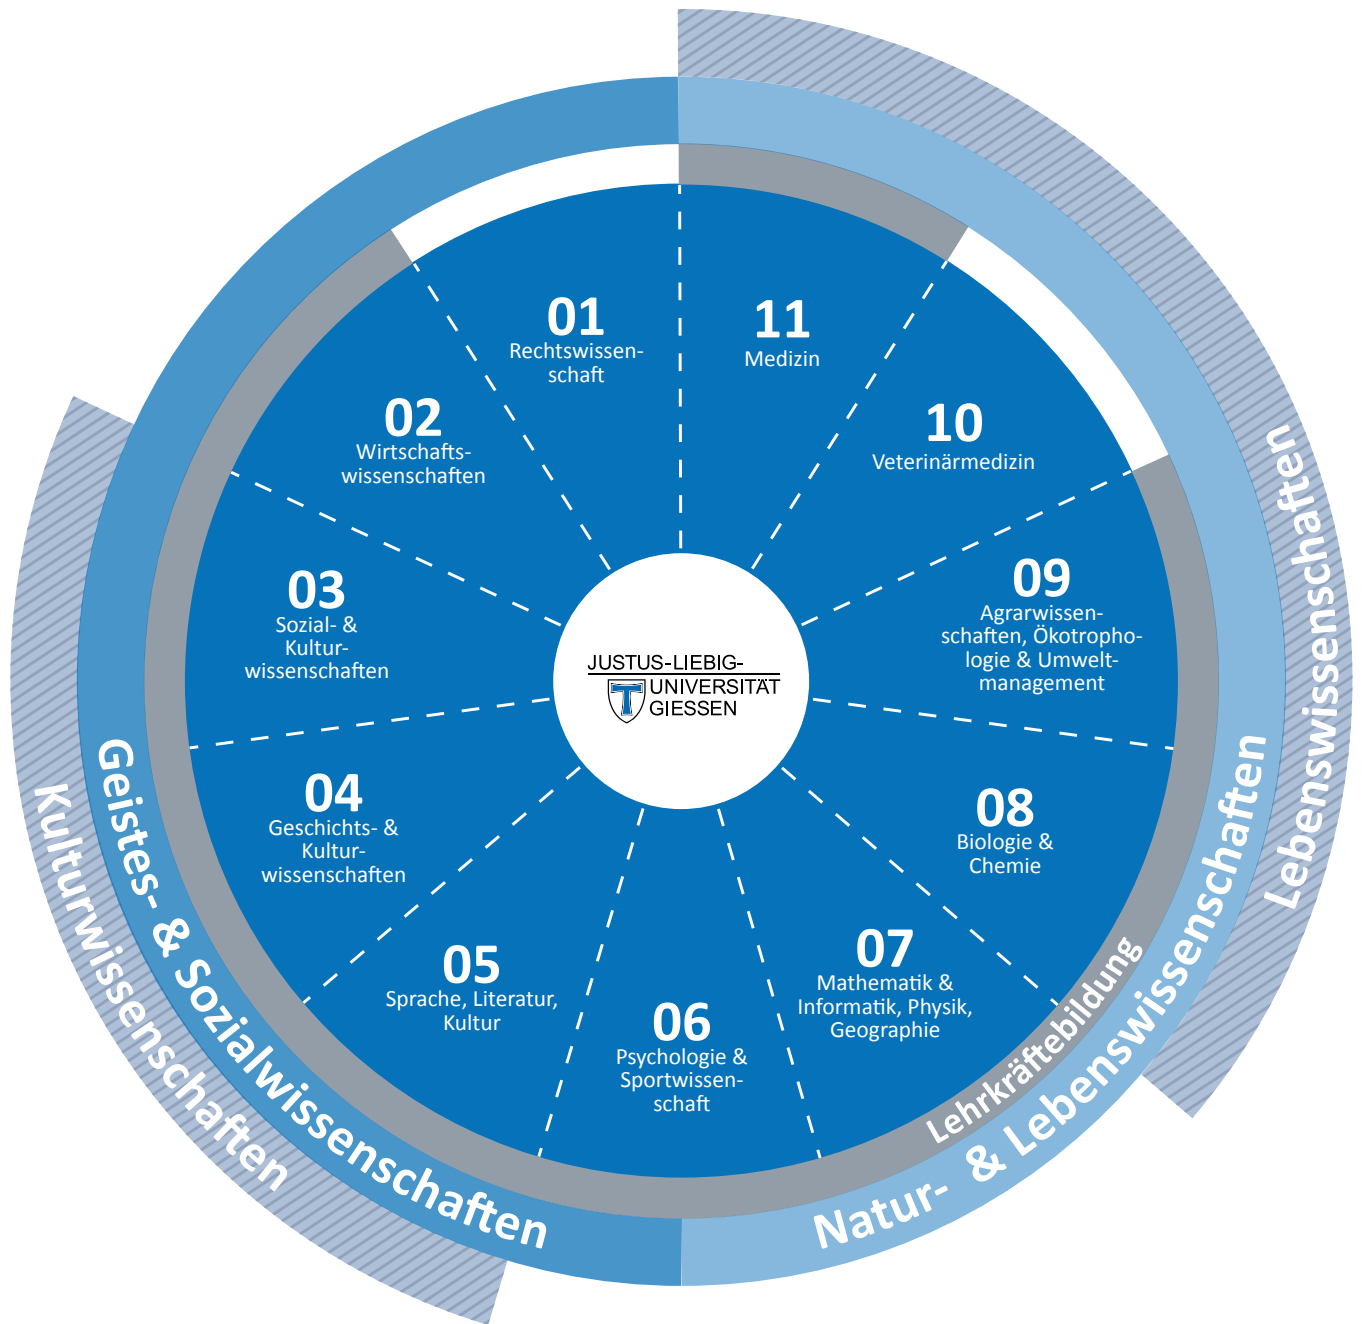 01
Rechtswissen-
schaft
02
Wirtschafts-
wissenschaften
03
Sozial- &
Kultur-
wissenschaften
04
Geschichts- &
Kultur-
wissenschaften
05
Sprache, Literatur,
Kultur
06
Psychologie &
Sportwissen-
schaft
07
Mathematik &
Informatik, Physik,
Geographie
08
Biologie &
Chemie
09
Agrarwissen-
schaften, Ökotropho-
logie & Umwelt-
management
10
Veterinärmedizin
11
Medizin
JUSTUS-LIEBIG-
UNIVERSITÄT
GIESSEN
Lehrkräftebildung
Geistes- & Sozialwissenschaften
Natur- & Lebenswissenschaften
Kulturwissenschaften
Lebenswissenschaften